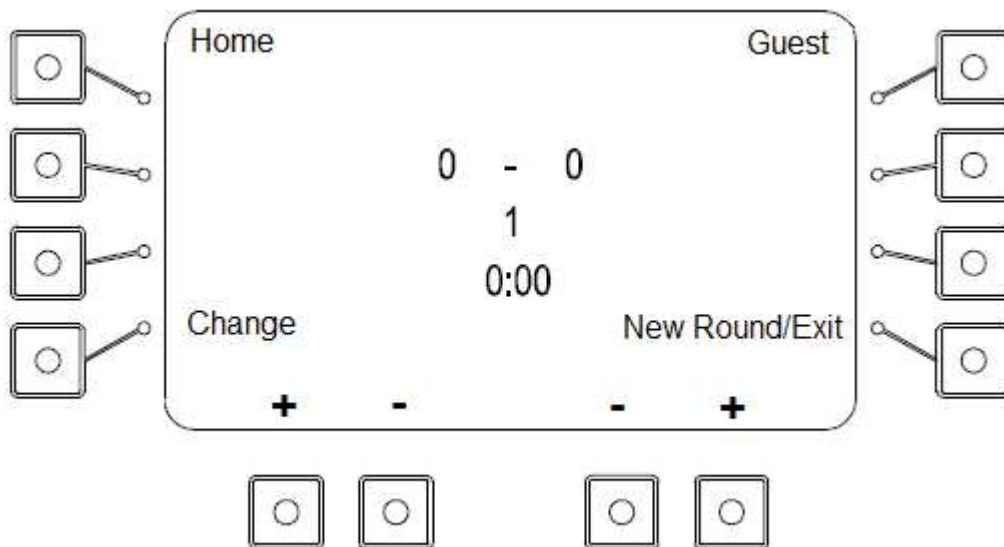 Home Guest
0 - 0
1
0:00
Change New Round/Exit
+ - - +